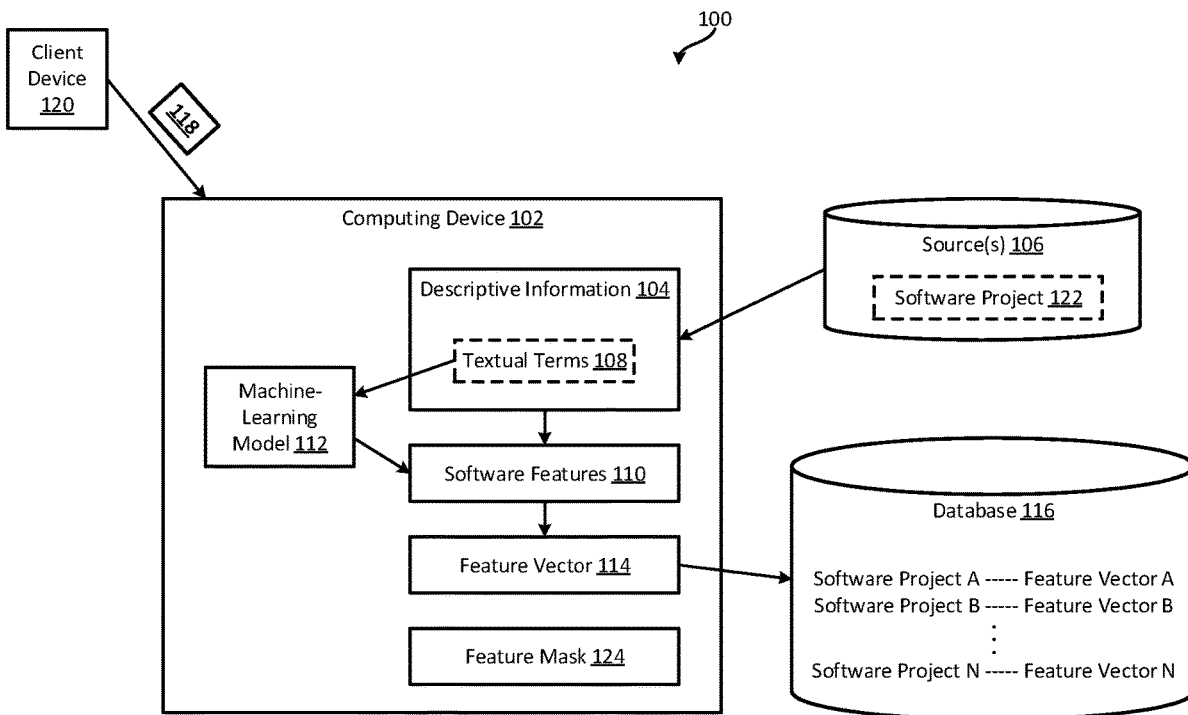 100
Client
Device
120
118
Computing Device 102
Source(s) 106
Software Project 122
Descriptive Information 104
Textual Terms 108
Machine-
Learning
Model 112
Software Features 110
Feature Vector 114
Feature Mask 124
Database 116
Software Project A ----- Feature Vector A
Software Project B ----- Feature Vector B
Software Project N ----- Feature Vector N